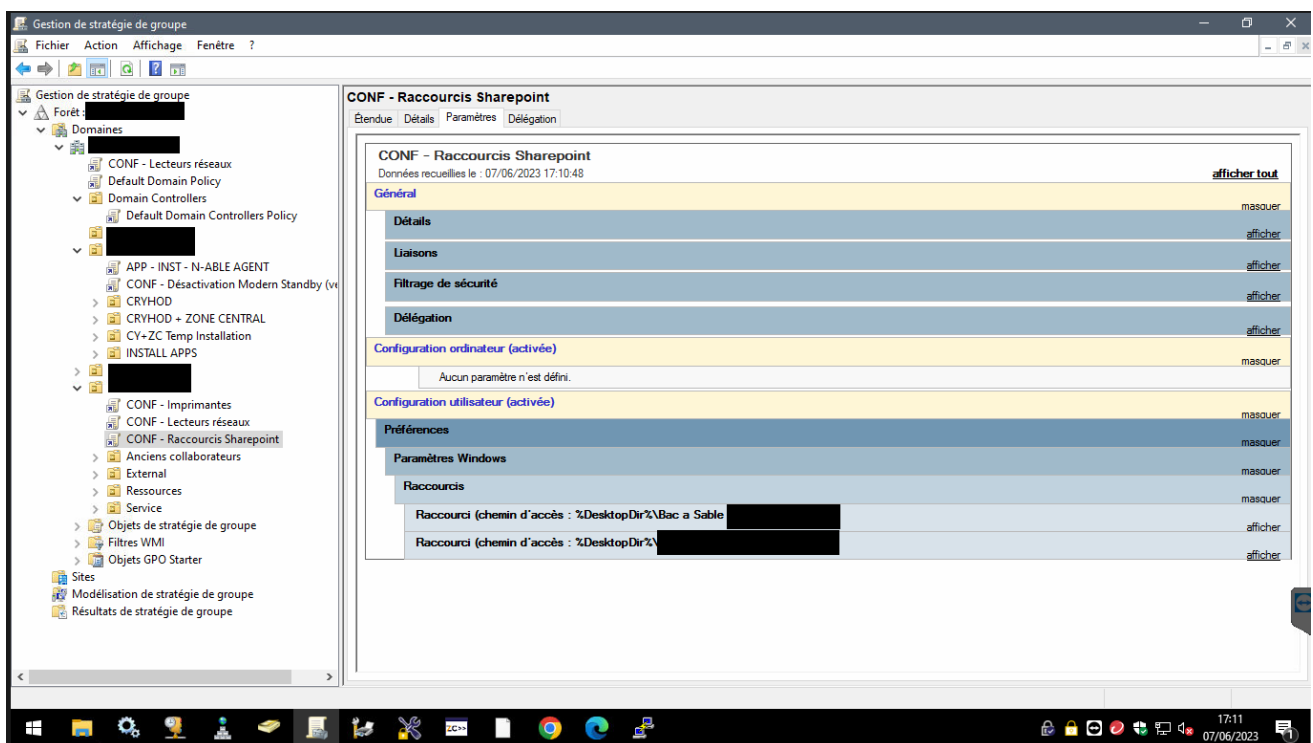 Gestion de stratégie de groupe
Fichier Action Affichage Fenêtre ?
Gestion de stratégie de groupe
Forêt :
Domaines
CONF - Lecteurs réseaux
Default Domain Policy
Domain Controllers
Default Domain Controllers Policy
APP - INST - N-ABLE AGENT
CONF - Désactivation Modern Standby (ve
CRYHOD
CRYHOD + ZONE CENTRAL
CY+ZC Temp Installation
INSTALL APPS
CONF - Imprimantes
CONF - Lecteurs réseaux
CONF - Raccourcis Sharepoint
Anciens collaborateurs
External
Ressources
Service
Objets de stratégie de groupe
Filtres WMI
Objets GPO Starter
Sites
Modélisation de stratégie de groupe
Résultats de stratégie de groupe
CONF - Raccourcis Sharepoint
Étendue Détails Paramètres Délégation
CONF - Raccourcis Sharepoint
Données recueillies le : 07/06/2023 17:10:48 afficher tout
Général masquer
Détails afficher
Liaisons afficher
Filtrage de sécurité afficher
Délégation afficher
Configuration ordinateur (activée) masquer
Aucun paramètre n'est défini.
Configuration utilisateur (activée) masquer
Préférences masquer
Paramètres Windows masquer
Raccourcis masquer
Raccourci (chemin d'accès : %DesktopDir%\Bac a Sable afficher
Raccourci (chemin d'accès : %DesktopDir%\ afficher
ZC>>
17:11
07/06/2023